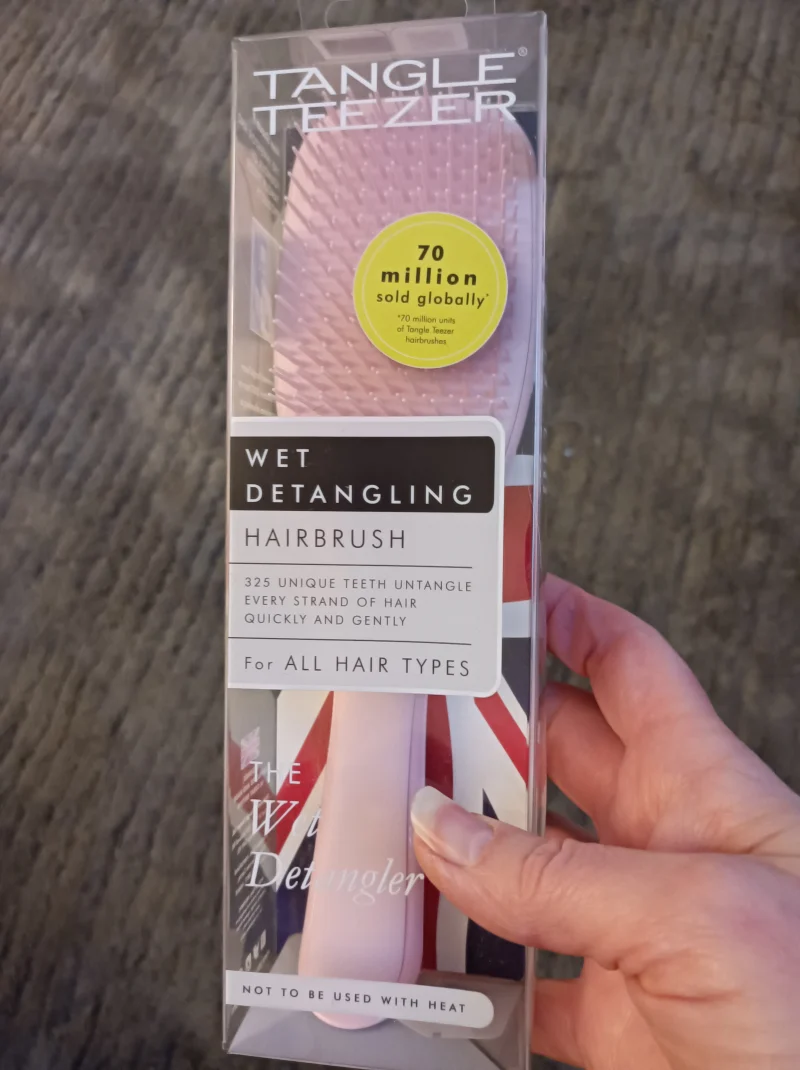 TANGLE
TEEZER®
70
million
sold globally*
*70 million units
of Tangle Teezer
hairbrushes
WET
DETANGLING
HAIRBRUSH
325 UNIQUE TEETH UNTANGLE
EVERY STRAND OF HAIR
QUICKLY AND GENTLY
For ALL HAIR TYPES
THE
Wet
Detangler
NOT TO BE USED WITH HEAT